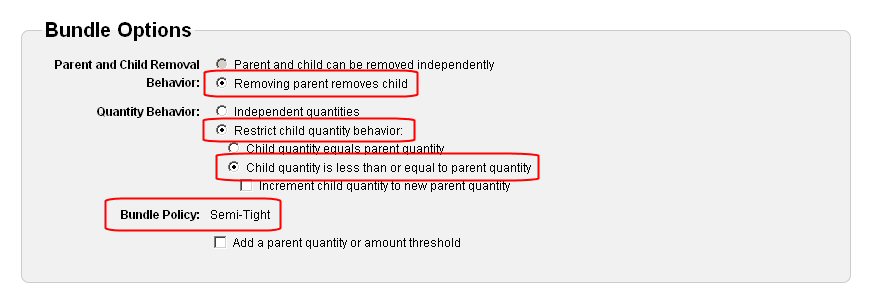 Bundle Options
Parent and Child Removal Behavior:
Parent and child can be removed independently
Removing parent removes child
Quantity Behavior:
Independent quantities
Restrict child quantity behavior:
Child quantity equals parent quantity
Child quantity is less than or equal to parent quantity
Increment child quantity to new parent quantity
Bundle Policy: Semi-Tight
Add a parent quantity or amount threshold